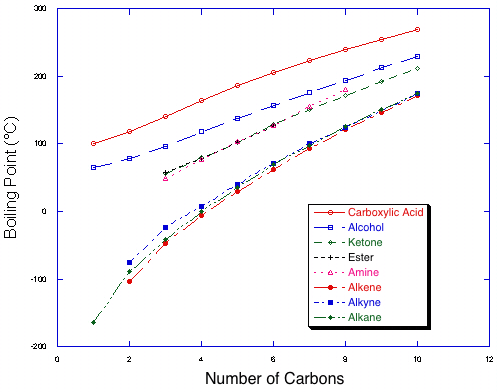 300
200
100
0
-100
-200
Boiling Point (°C)
Carboxylic Acid
Alcohol
Ketone
Ester
Amine
Alkene
Alkyne
Alkane
0 2 4 6 8 10 12
Number of Carbons